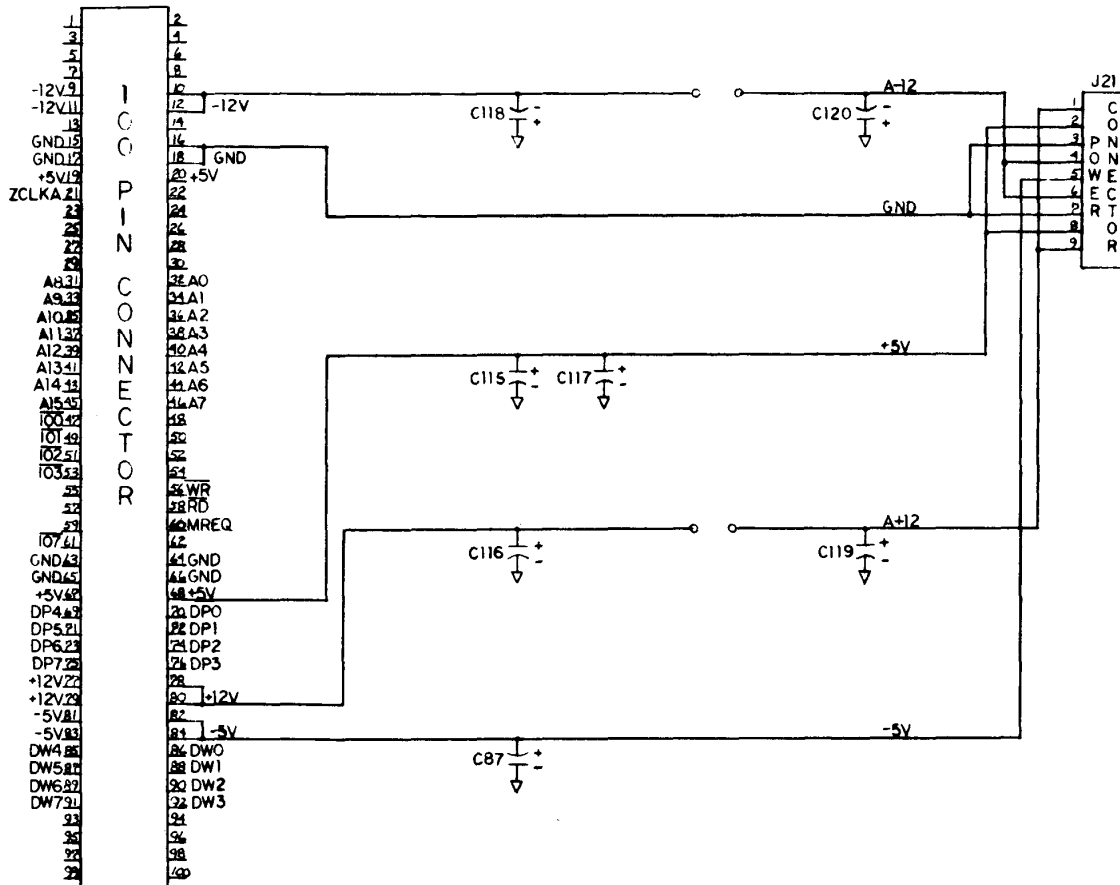 1 2
3 4
5 6
7 8
-12V 9 10
-12V 11 12 -12V
13 14
GND 15 16
GND 17 18 GND
+5V 19 20 +5V
ZCLKA 21 22
23 24
25 26
27 28
29 30
A8 31 32 A0
A9 33 34 A1
A10 35 36 A2
A11 37 38 A3
A12 39 40 A4
A13 41 42 A5
A14 43 44 A6
A15 45 46 A7
I̅O̅0̅ 47 48
I̅O̅1̅ 49 50
I̅O̅2̅ 51 52
I̅O̅3̅ 53 54
55 56 W̅R̅
57 58 R̅D̅
59 60 MREQ
I̅O̅7̅ 61 62
GND 63 64 GND
GND 65 66 GND
+5V 67 68 +5V
DP4 69 70 DP0
DP5 71 72 DP1
DP6 73 74 DP2
DP7 75 76 DP3
+12V 77 78
+12V 79 80 +12V
-5V 81 82
-5V 83 84 -5V
DW4 85 86 DW0
DW5 87 88 DW1
DW6 89 90 DW2
DW7 91 92 DW3
93 94
95 96
97 98
99 100
100 PIN CONNECTOR
C118 - +
C120 - +
A-12
GND
+5V
C115 + -
C117 + -
C116 + -
C119 + -
A+12
-5V
C87 + -
J21
1
2
3
4
5
6
7
8
9
POWER
CONNECTOR